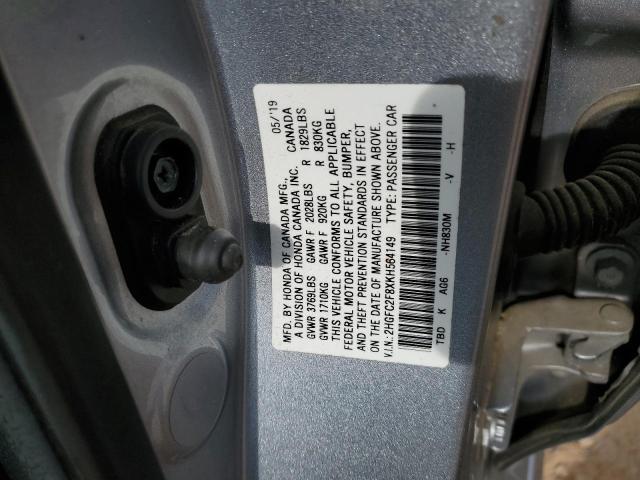 MFD. BY HONDA OF CANADA MFG., 05/'19
A DIVISION OF HONDA CANADA INC. CANADA
GVWR 3769LBS GAWR F 2028LBS R 1829LBS
GVWR 1710KG GAWR F 920KG R 830KG
THIS VEHICLE CONFORMS TO ALL APPLICABLE
FEDERAL MOTOR VEHICLE SAFETY, BUMPER,
AND THEFT PREVENTION STANDARDS IN EFFECT
ON THE DATE OF MANUFACTURE SHOWN ABOVE.
V.I.N.: 2HGFC2F8XKH564149 TYPE: PASSENGER CAR
TBD K AG6 -NH830M -V -H